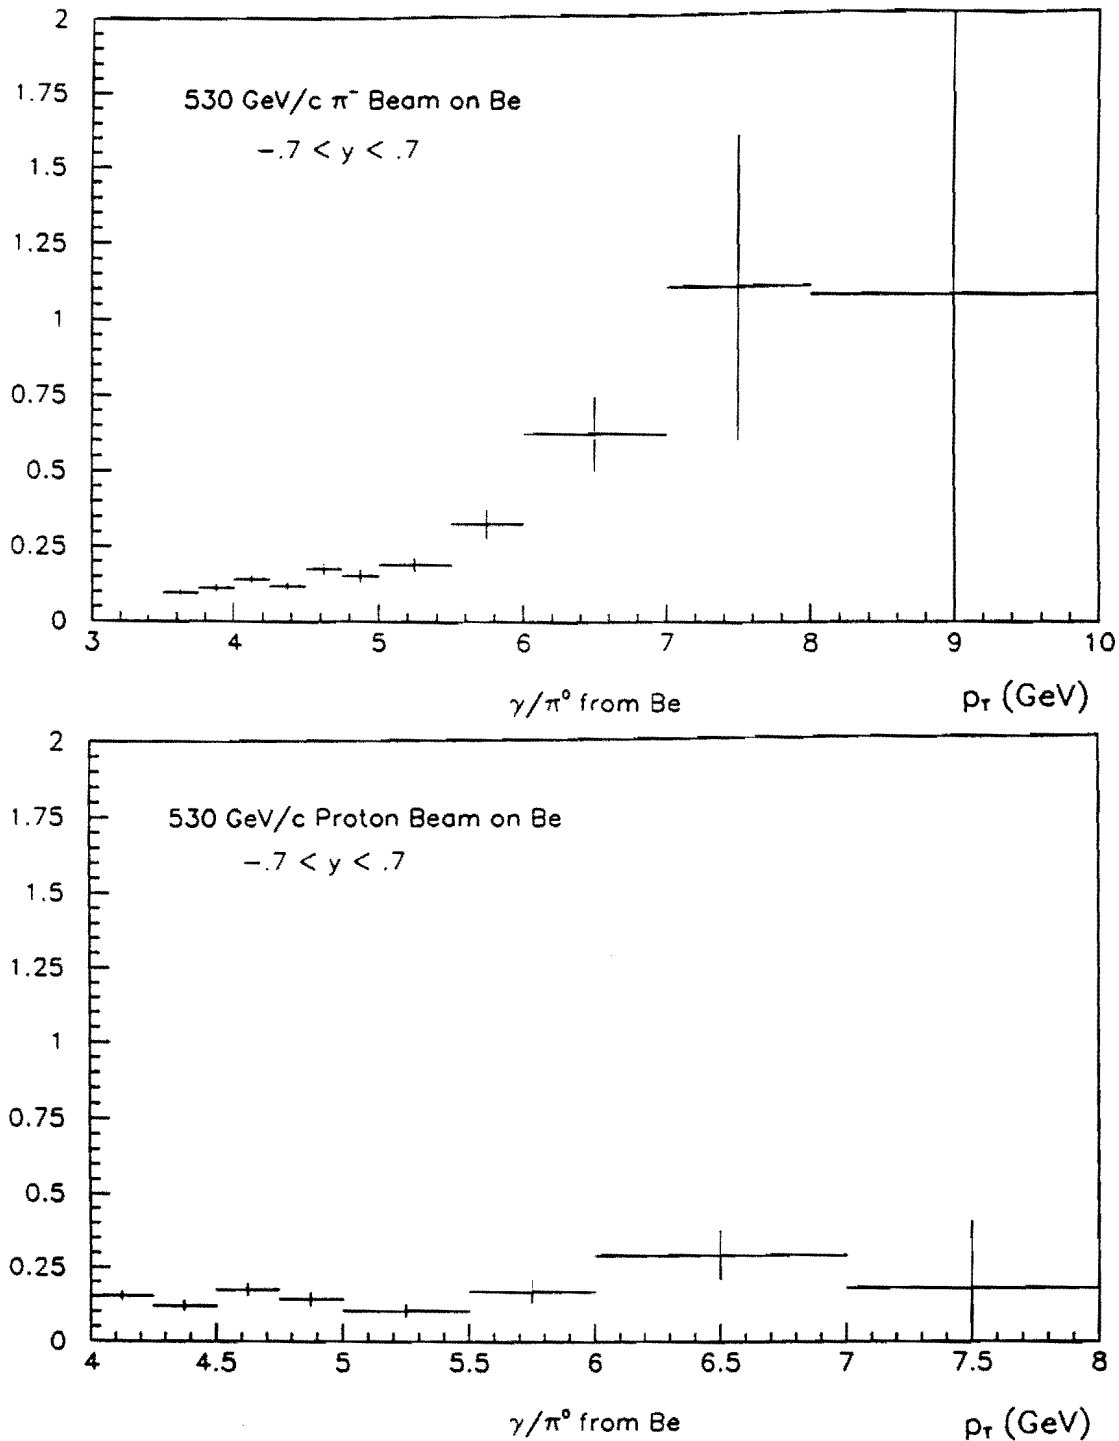 2
1.75
530 GeV/c π⁻ Beam on Be
-.7 < y < .7
1.5
1.25
1
0.75
0.5
0.25
0
3 4 5 6 7 8 9 10
γ/π⁰ from Be
p_T (GeV)
2
1.75
530 GeV/c Proton Beam on Be
-.7 < y < .7
1.5
1.25
1
0.75
0.5
0.25
0
4 4.5 5 5.5 6 6.5 7 7.5 8
γ/π⁰ from Be
p_T (GeV)